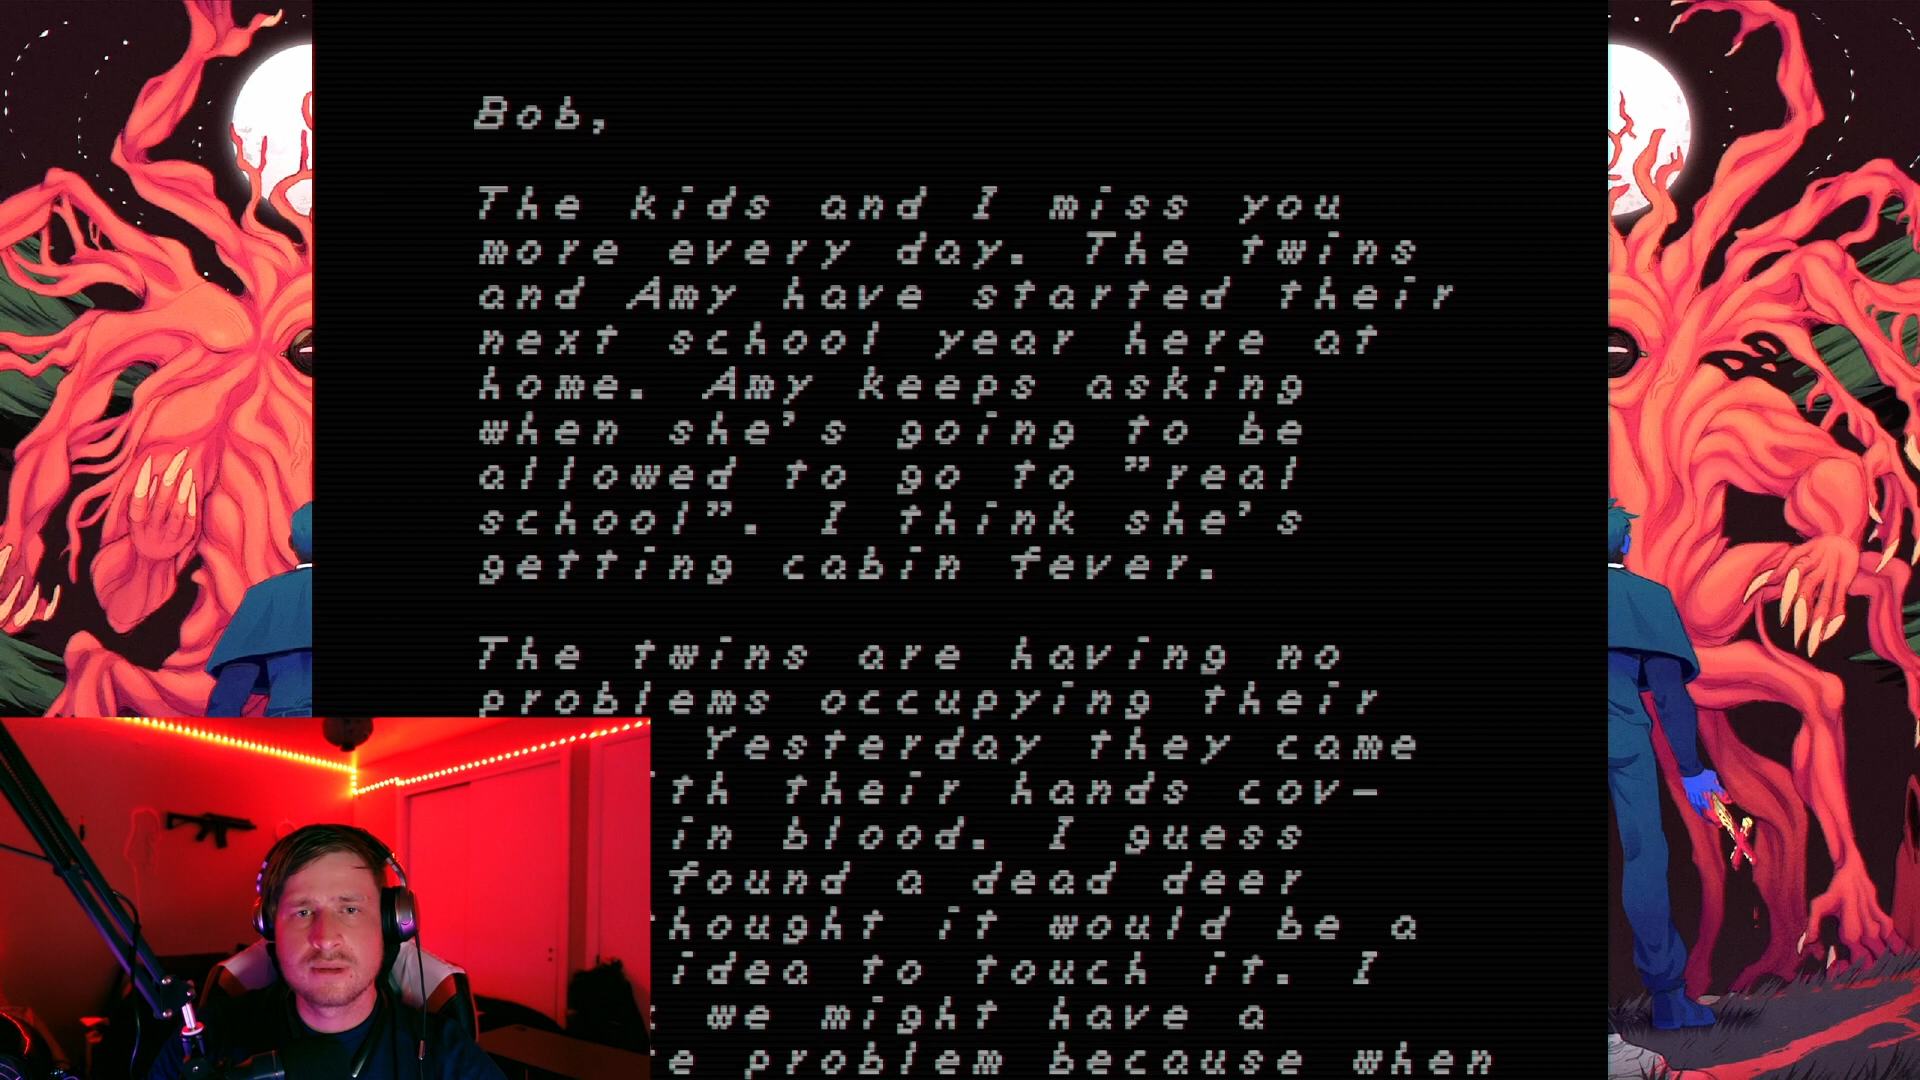 Bob,
The kids and I miss you
more every day. The twins
and Amy have started their
next school year here at
home. Amy keeps asking
when she's going to be
allowed to go to "real
school". I think she's
getting cabin fever.
The twins are having no
problems occupying their
Yesterday they came
their hands cov-
in blood. I guess
found a dead deer
it would be a
idea to touch it. I
we might have a
problem because when